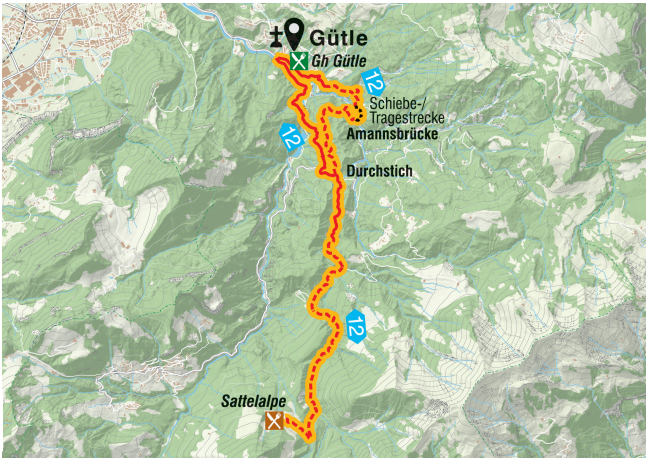 Gütle
Gh Gütle
12
Schiebe-/
Tragestrecke
Amannsbrücke
12
Durchstich
12
Sattelalpe